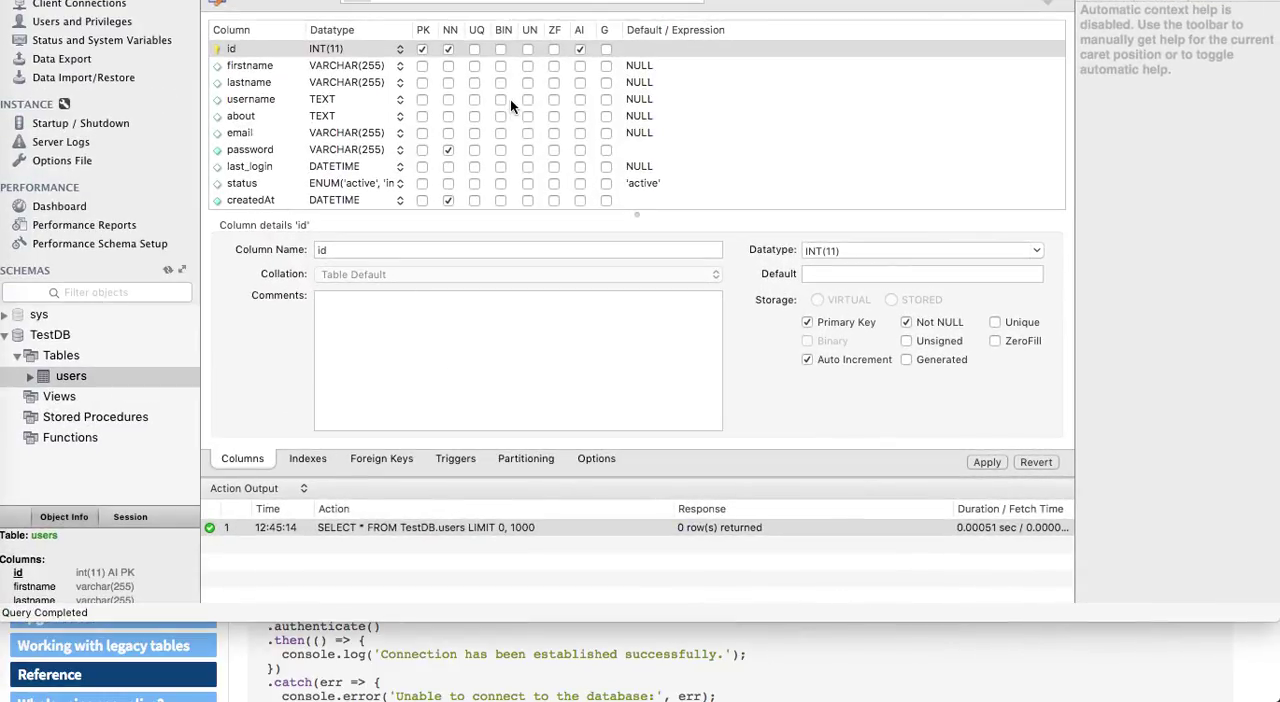 Client Connections
Users and Privileges
Status and System Variables
Data Export
Data Import/Restore
INSTANCE
Startup / Shutdown
Server Logs
Options File
PERFORMANCE
Dashboard
Performance Reports
Performance Schema Setup
SCHEMAS
Filter objects
sys
TestDB
Tables
users
Views
Stored Procedures
Functions
Object Info Session
Table: users
Columns:
id int(11) AI PK
firstname varchar(255)
lastname varchar(255)
Query Completed
Column Datatype PK NN UQ BIN UN ZF AI G Default / Expression
id INT(11)
firstname VARCHAR(255) NULL
lastname VARCHAR(255) NULL
username TEXT NULL
about TEXT NULL
email VARCHAR(255) NULL
password VARCHAR(255)
last_login DATETIME NULL
status ENUM('active', 'in 'active'
createdAt DATETIME
Column details 'id'
Column Name: id Datatype: INT(11)
Collation: Table Default Default
Comments: Storage: VIRTUAL STORED
Primary Key Not NULL Unique
Binary Unsigned ZeroFill
Auto Increment Generated
Columns Indexes Foreign Keys Triggers Partitioning Options Apply Revert
Action Output
Time Action Response Duration / Fetch Time
1 12:45:14 SELECT * FROM TestDB.users LIMIT 0, 1000 0 row(s) returned 0.00051 sec / 0.0000...
Automatic context help is
disabled. Use the toolbar to
manually get help for the current
caret position or to toggle
automatic help.
Working with legacy tables
Reference
.authenticate()
.then(() => {
console.log('Connection has been established successfully.');
})
.catch(err => {
console.error('Unable to connect to the database:', err);